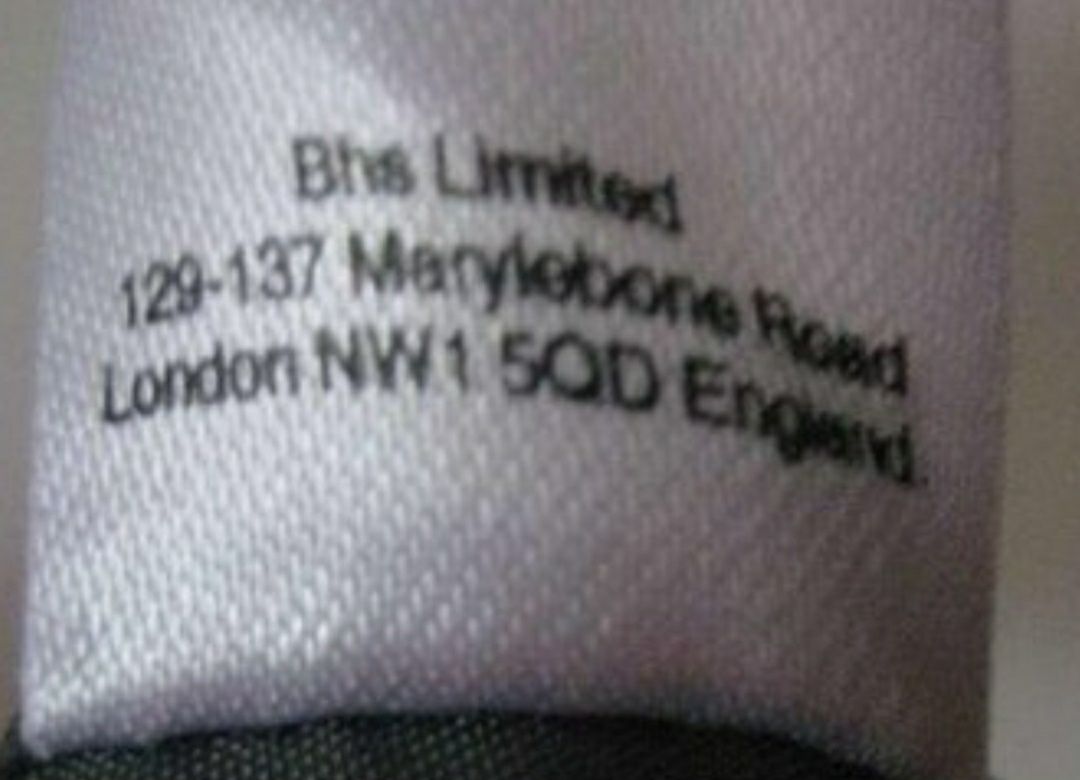 Bhs Limited
129-137 Marylebone Road
London NW1 5QD England.